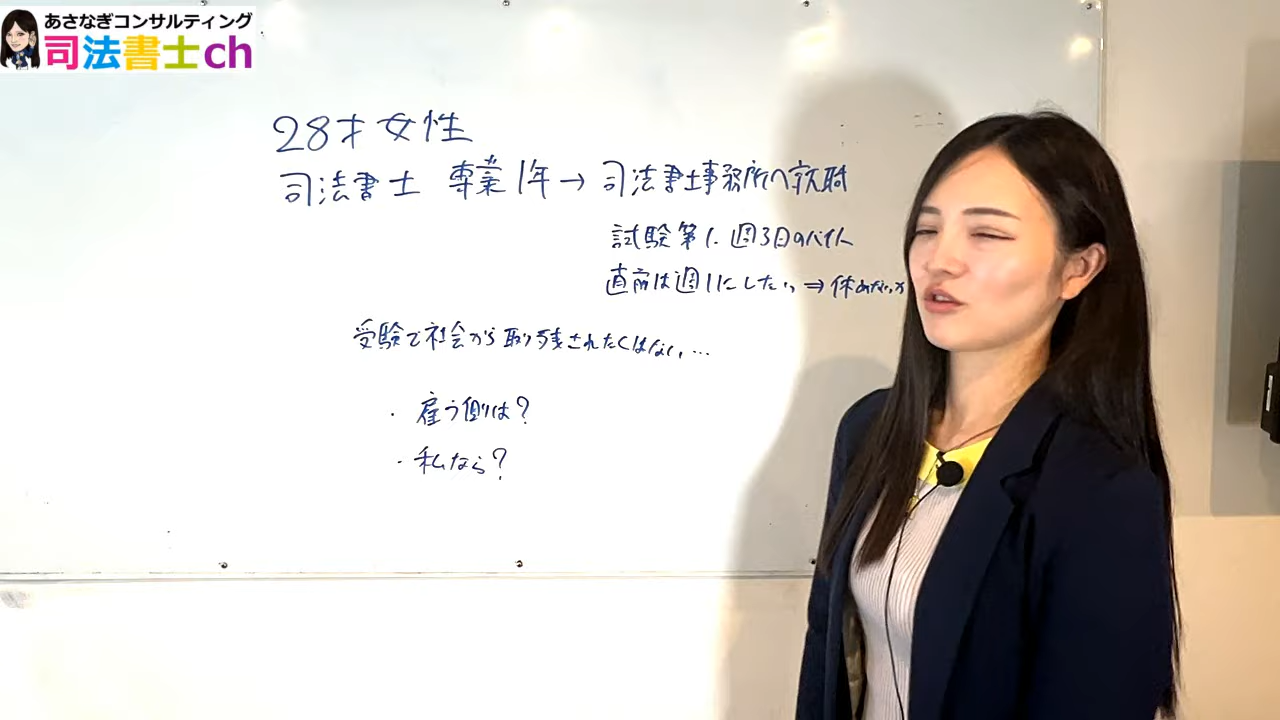 あさなぎコンサルティング
司法書士ch
28才女性
司法書士 専業1年→司法書士事務所へ就職
試験第1、週3日のバイト
直前は週1にしたい⇒休めないか
受験で社会から取り残されたくはない…
・雇う側は?
・私なら?